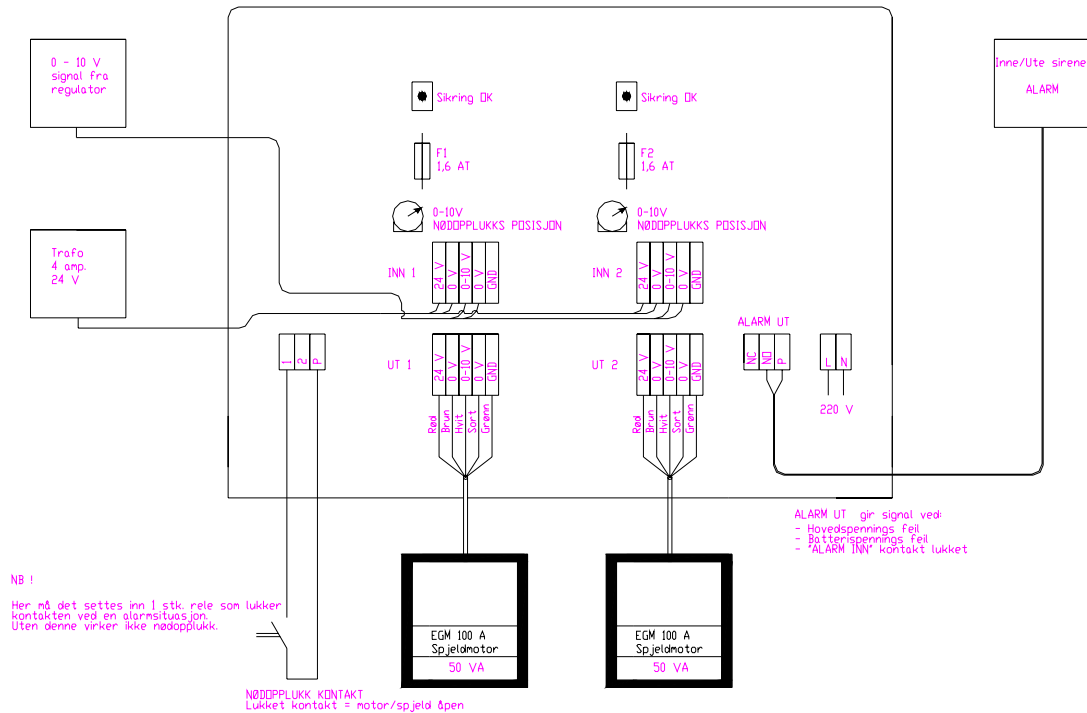 0 - 10 V
signal fra
regulator
Sikring OK
Sikring OK
Inne/Ute sirene
ALARM
F1
1,6 AT
F2
1,6 AT
0-10V
NØDOPPLUKKS POSISJON
0-10V
NØDOPPLUKKS POSISJON
Trafo
4 amp.
24 V
INN 1
24 V
0 V
0-10 V
0 V
GND
INN 2
24 V
0 V
0-10 V
0 V
GND
1
2
P
UT 1
24 V
0 V
0-10 V
0 V
GND
UT 2
24 V
0 V
0-10 V
0 V
GND
ALARM UT
NC
NO
P
L
N
220 V
Rød
Brun
Hvit
Sort
Grønn
Rød
Brun
Hvit
Sort
Grønn
ALARM UT gir signal ved:
- Hovedspennings feil
- Batterispennings feil
- "ALARM INN" kontakt lukket
NB !
Her må det settes inn 1 stk. rele som lukker
kontakten ved en alarmsituasjon.
Uten denne virker ikke nødopplukk.
EGM 100 A
Spjeldmotor
50 VA
EGM 100 A
Spjeldmotor
50 VA
NØDOPPLUKK KONTAKT
Lukket kontakt = motor/spjeld åpen